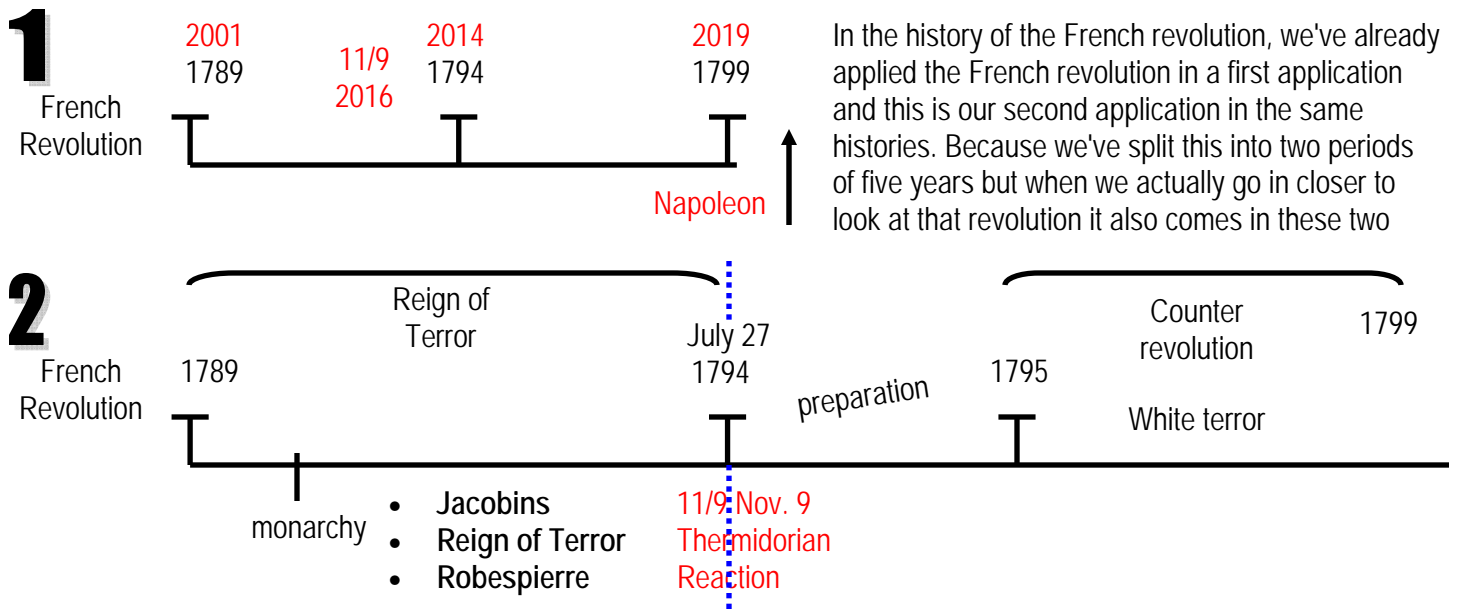 1
2001
1789
11/9
2016
2014
1794
2019
1799
French
Revolution
Napoleon
In the history of the French revolution, we've already
applied the French revolution in a first application
and this is our second application in the same
histories. Because we've split this into two periods
of five years but when we actually go in closer to
look at that revolution it also comes in these two
2
French
Revolution
Reign of
Terror
1789
July 27
1794
preparation
1795
Counter
revolution
1799
White terror
monarchy
• Jacobins
• Reign of Terror
• Robespierre
11/9 Nov. 9
Thermidorian
Reaction